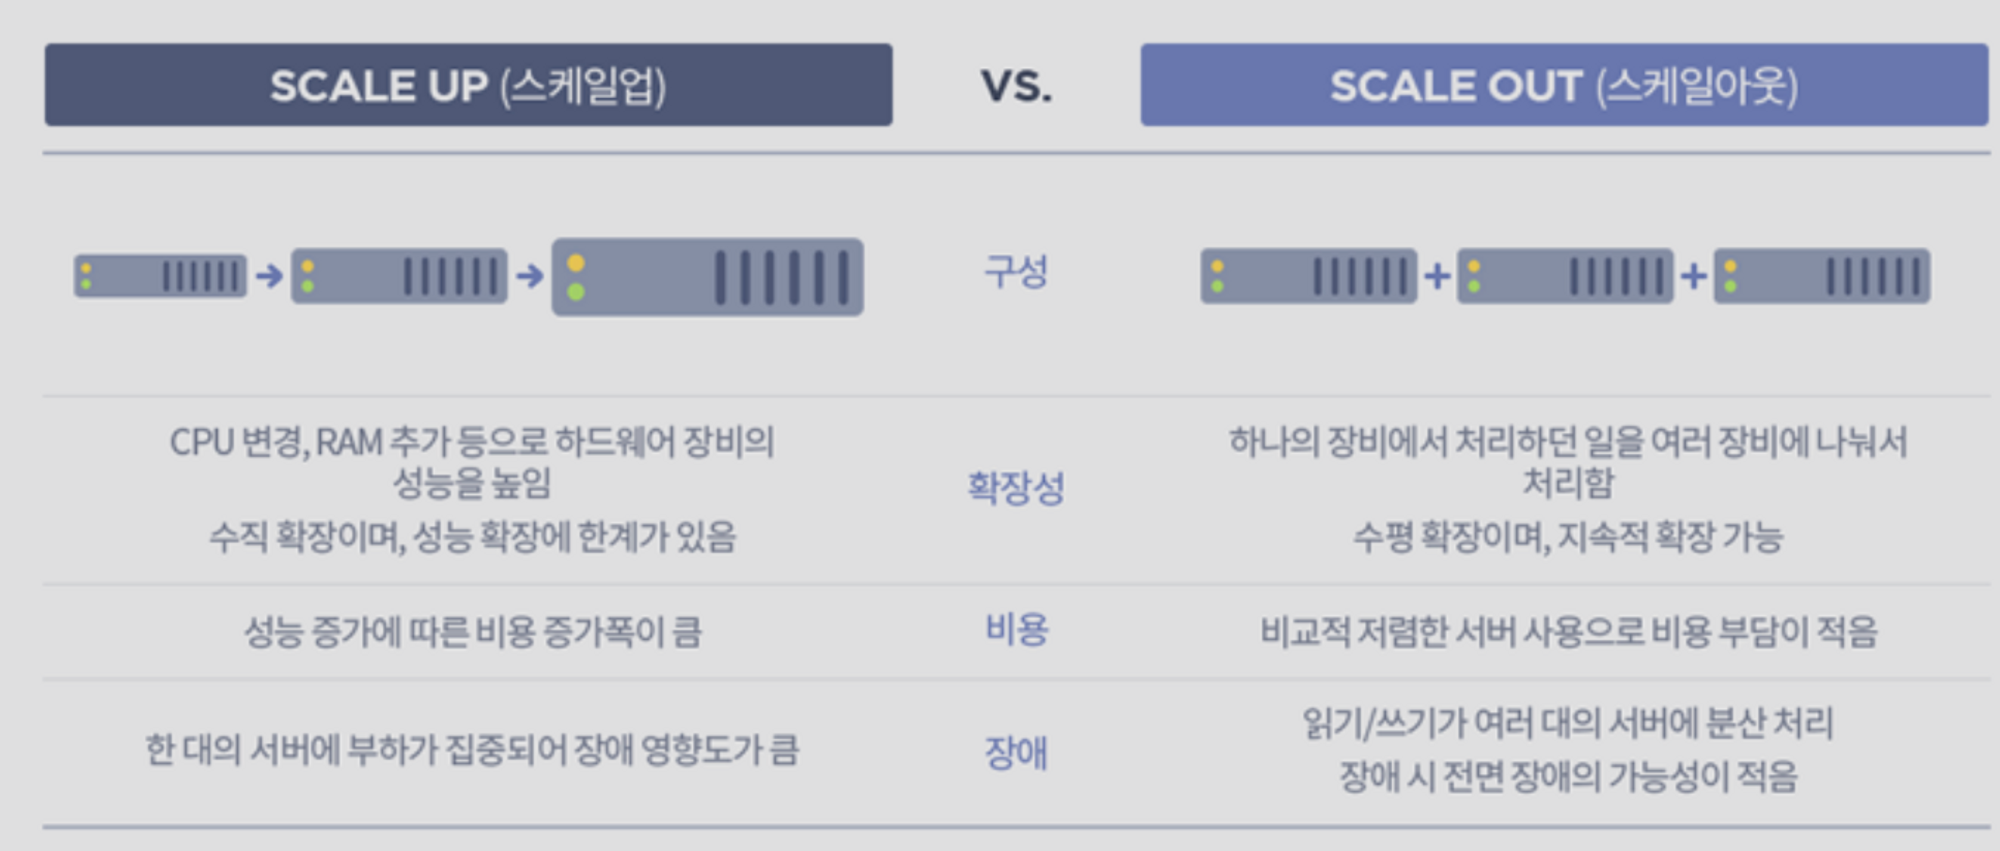 SCALE UP (스케일업)
VS.
SCALE OUT (스케일아웃)
구성
CPU 변경, RAM 추가 등으로 하드웨어 장비의
성능을 높임
수직 확장이며, 성능 확장에 한계가 있음
확장성
하나의 장비에서 처리하던 일을 여러 장비에 나눠서
처리함
수평 확장이며, 지속적 확장 가능
성능 증가에 따른 비용 증가폭이 큼
비용
비교적 저렴한 서버 사용으로 비용 부담이 적음
한 대의 서버에 부하가 집중되어 장애 영향도가 큼
장애
읽기/쓰기가 여러 대의 서버에 분산 처리
장애 시 전면 장애의 가능성이 적음